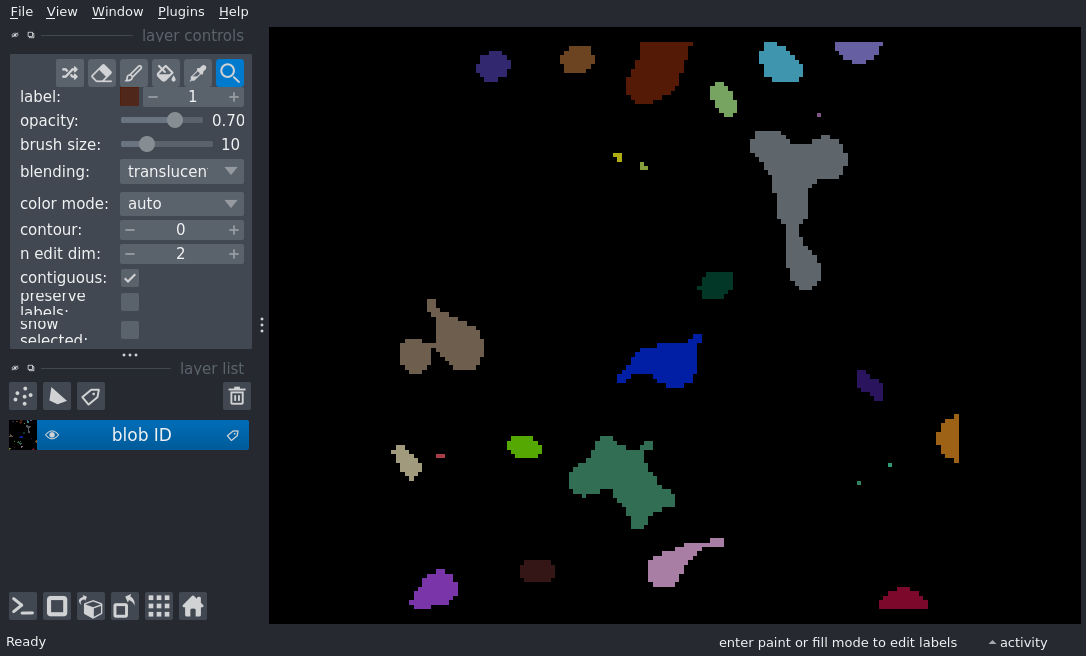 File View Window Plugins Help
layer controls
label: 1
opacity: 0.70
brush size: 10
blending: translucen
color mode: auto
contour: 0
n edit dim: 2
contiguous:
preserve
labels:
show
selected:
layer list
blob ID
Ready
enter paint or fill mode to edit labels
activity